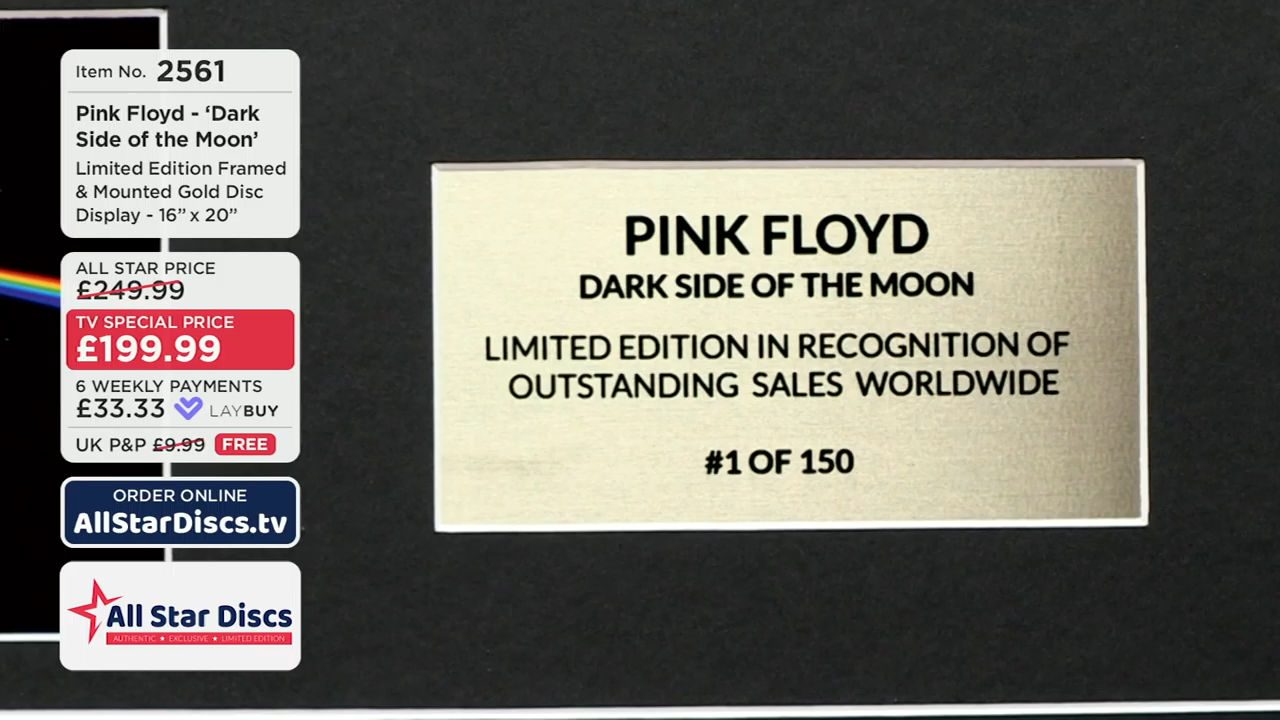 Item No. 2561
Pink Floyd - ‘Dark
Side of the Moon’
Limited Edition Framed
& Mounted Gold Disc
Display - 16” x 20”
ALL STAR PRICE
£249.99
TV SPECIAL PRICE
£199.99
6 WEEKLY PAYMENTS
£33.33 LAYBUY
UK P&P £9.99 FREE
ORDER ONLINE
AllStarDiscs.tv
All Star Discs
AUTHENTIC ★ EXCLUSIVE ★ LIMITED EDITION
PINK FLOYD
DARK SIDE OF THE MOON
LIMITED EDITION IN RECOGNITION OF
OUTSTANDING SALES WORLDWIDE
#1 OF 150